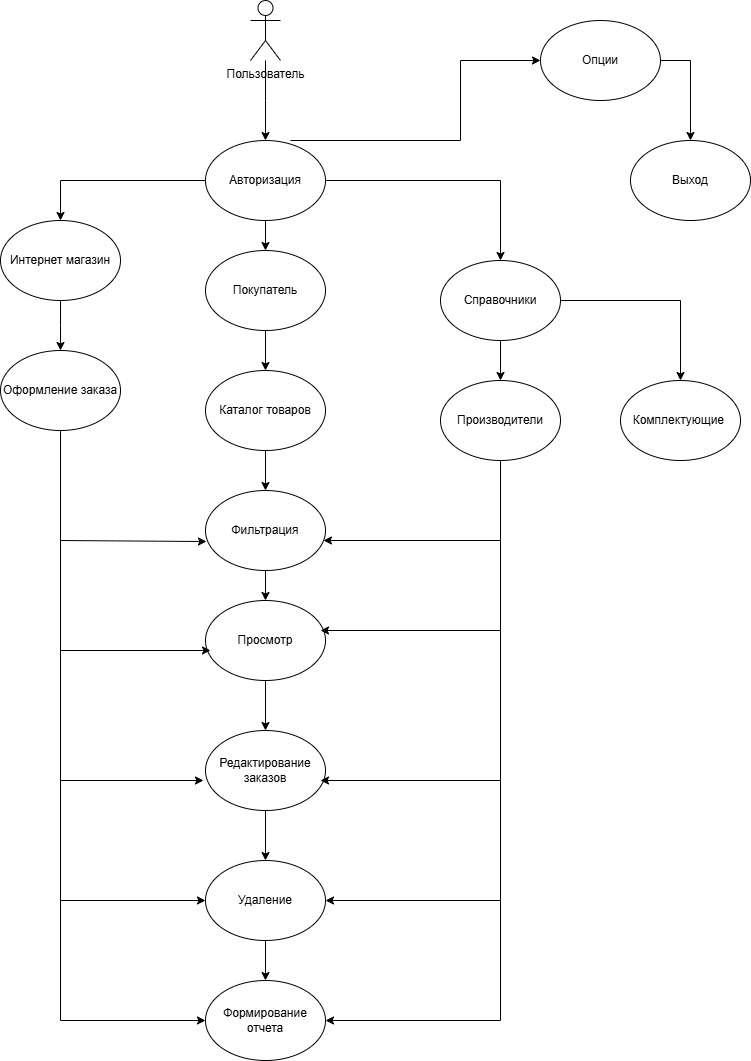 Пользователь
Опции
Авторизация
Выход
Интернет магазин
Покупатель
Справочники
Оформление заказа
Каталог товаров
Производители
Комплектующие
Фильтрация
Просмотр
Редактирование
заказов
Удаление
Формирование
отчета